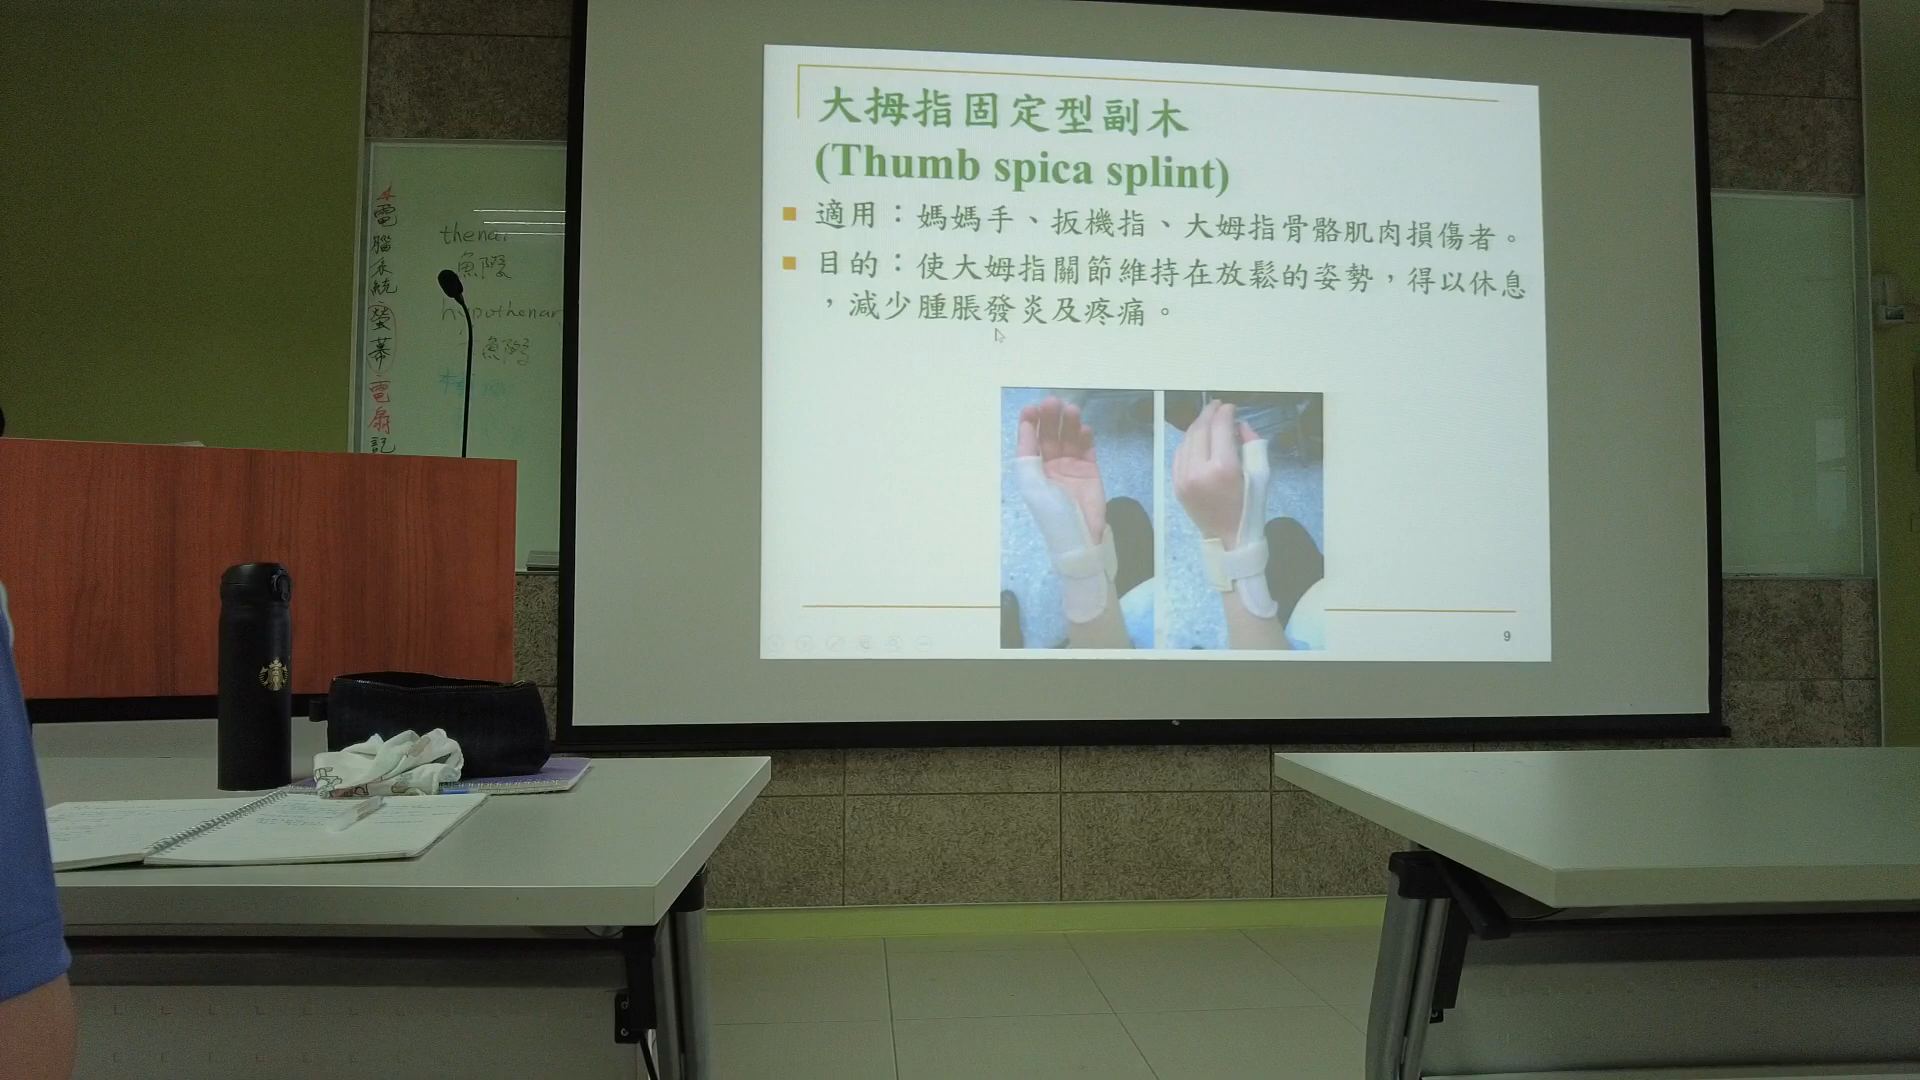 大拇指固定型副木
(Thumb spica splint)
適用：媽媽手、扳機指、大姆指骨骼肌肉損傷者。
目的：使大姆指關節維持在放鬆的姿勢，得以休息
，減少腫脹發炎及疼痛。
9
電腦系統螢幕電扇記
thenar
魚際
hypothenar
魚際